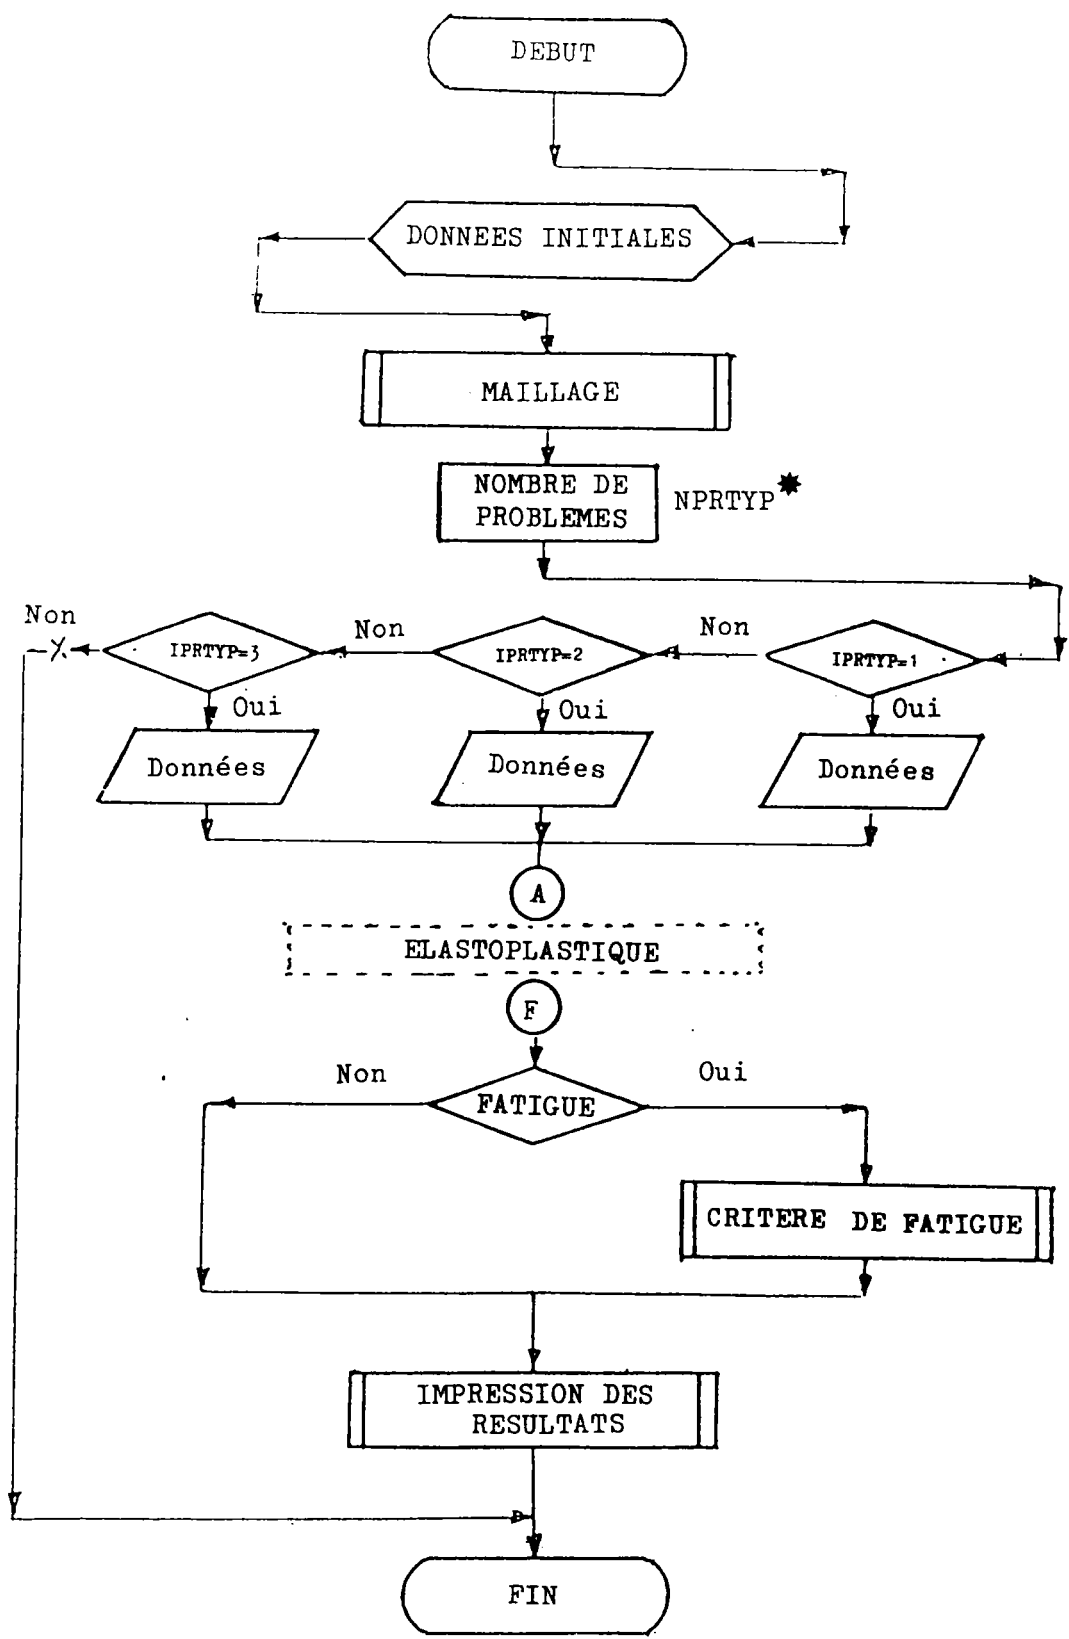 DEBUT
DONNEES INITIALES
MAILLAGE
NOMBRE DE
PROBLEMES
NPRTYP*
Non
IPRTYP=3
Non
IPRTYP=2
Non
IPRTYP=1
Oui
Oui
Oui
Données
Données
Données
A
ELASTOPLASTIQUE
F
Non
Oui
FATIGUE
CRITERE DE FATIGUE
IMPRESSION DES
RESULTATS
FIN